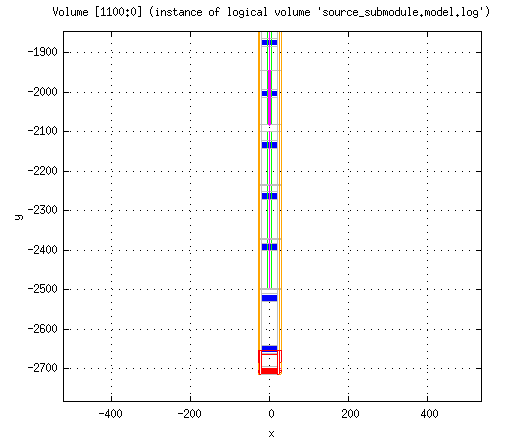 Volume [1100:0] (instance of logical volume 'source_submodule.model.log')
-1900
-2000
-2100
-2200
y
-2300
-2400
-2500
-2600
-2700
-400 -200 0 200 400
x